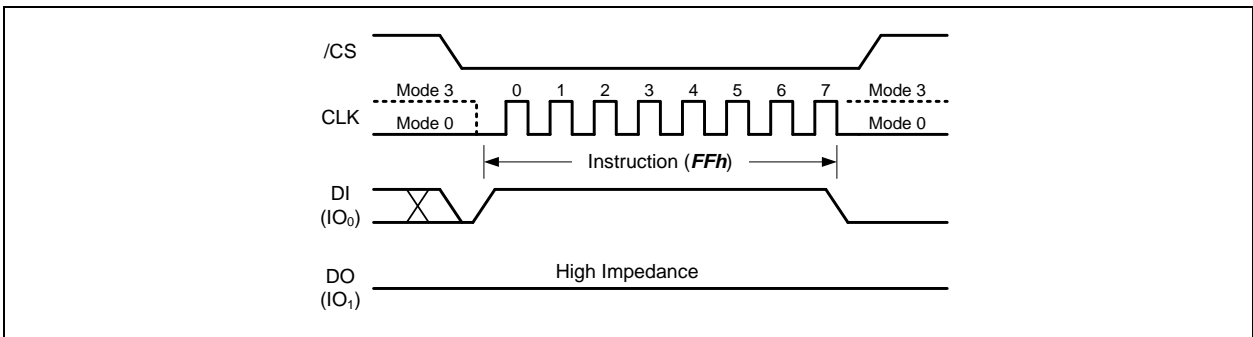 /CS
Mode 3 0 1 2 3 4 5 6 7 Mode 3
CLK
Mode 0 Mode 0
Instruction (FFh)
DI
(IO₀)
High Impedance
DO
(IO₁)